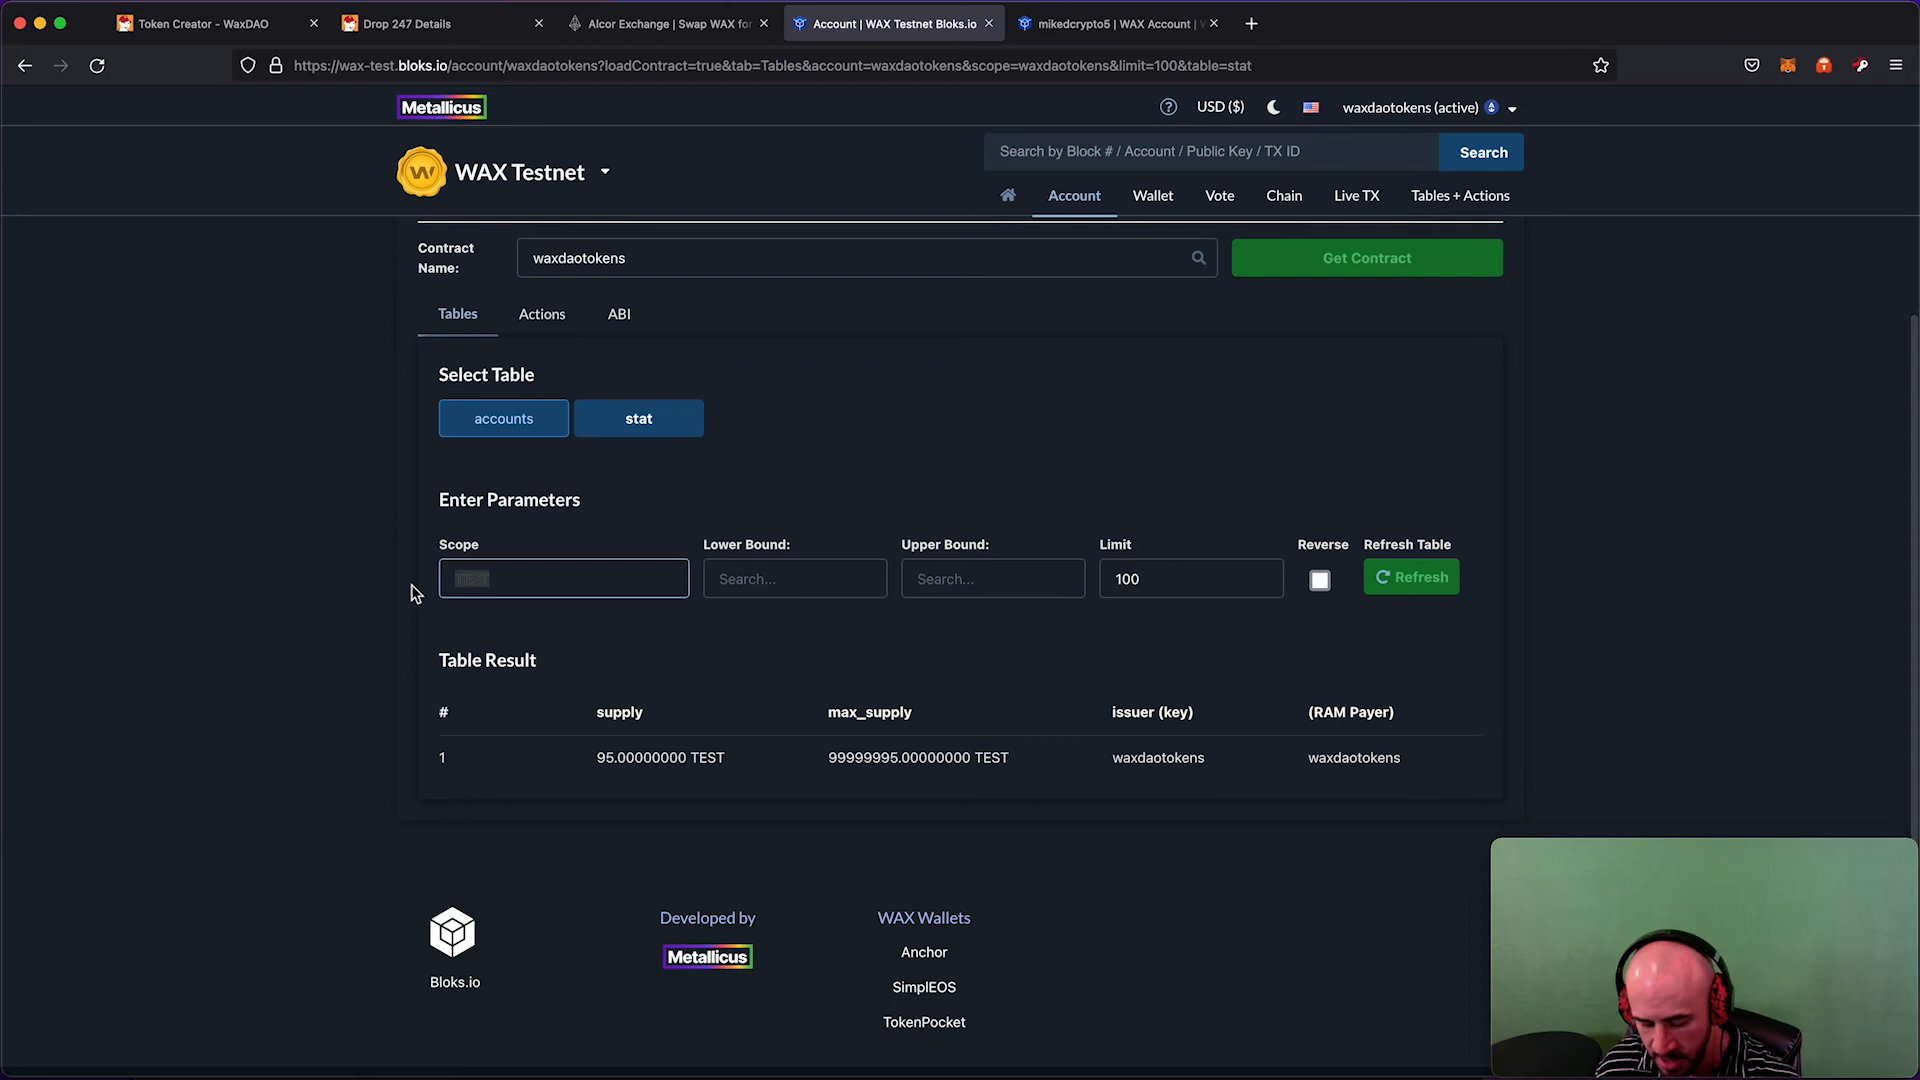 Token Creator - WaxDAO
Drop 247 Details
Alcor Exchange | Swap WAX for
Account | WAX Testnet Bloks.io
mikedcrypto5 | WAX Account |
https://wax-test.bloks.io/account/waxdaotokens?loadContract=true&tab=Tables&account=waxdaotokens&scope=waxdaotokens&limit=100&table=stat
Metallicus
USD ($)
waxdaotokens (active)
WAX Testnet
Search by Block # / Account / Public Key / TX ID
Search
Account
Wallet
Vote
Chain
Live TX
Tables + Actions
Contract Name:
waxdaotokens
Get Contract
Tables
Actions
ABI
Select Table
accounts
stat
Enter Parameters
Scope
Lower Bound:
Upper Bound:
Limit
Reverse
Refresh Table
Search...
Search...
100
Refresh
Table Result
# supply max_supply issuer (key) (RAM Payer)
1 95.00000000 TEST 99999995.00000000 TEST waxdaotokens waxdaotokens
Bloks.io
Developed by
Metallicus
WAX Wallets
Anchor
SimplEOS
TokenPocket